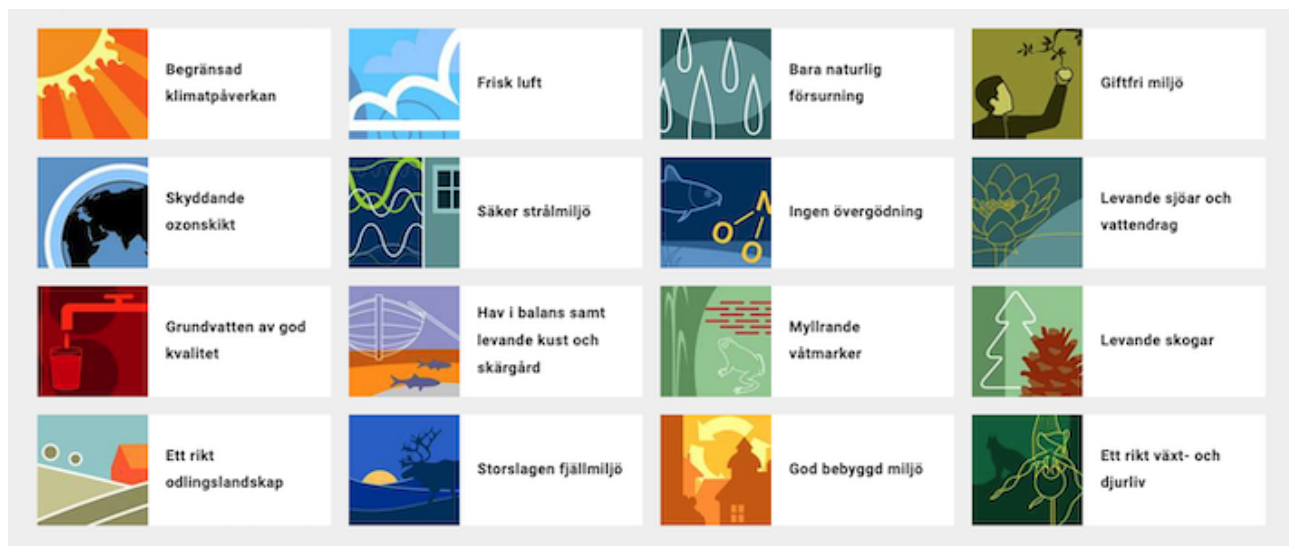 Begränsad
klimatpåverkan
Frisk luft
Bara naturlig
försurning
Giftfri miljö
Skyddande
ozonskikt
Säker strålmiljö
N
O
O
Ingen övergödning
Levande sjöar och
vattendrag
Grundvatten av god
kvalitet
Hav i balans samt
levande kust och
skärgård
Myllrande
våtmarker
Levande skogar
Ett rikt
odlingslandskap
Storslagen fjällmiljö
God bebyggd miljö
Ett rikt växt- och
djurliv